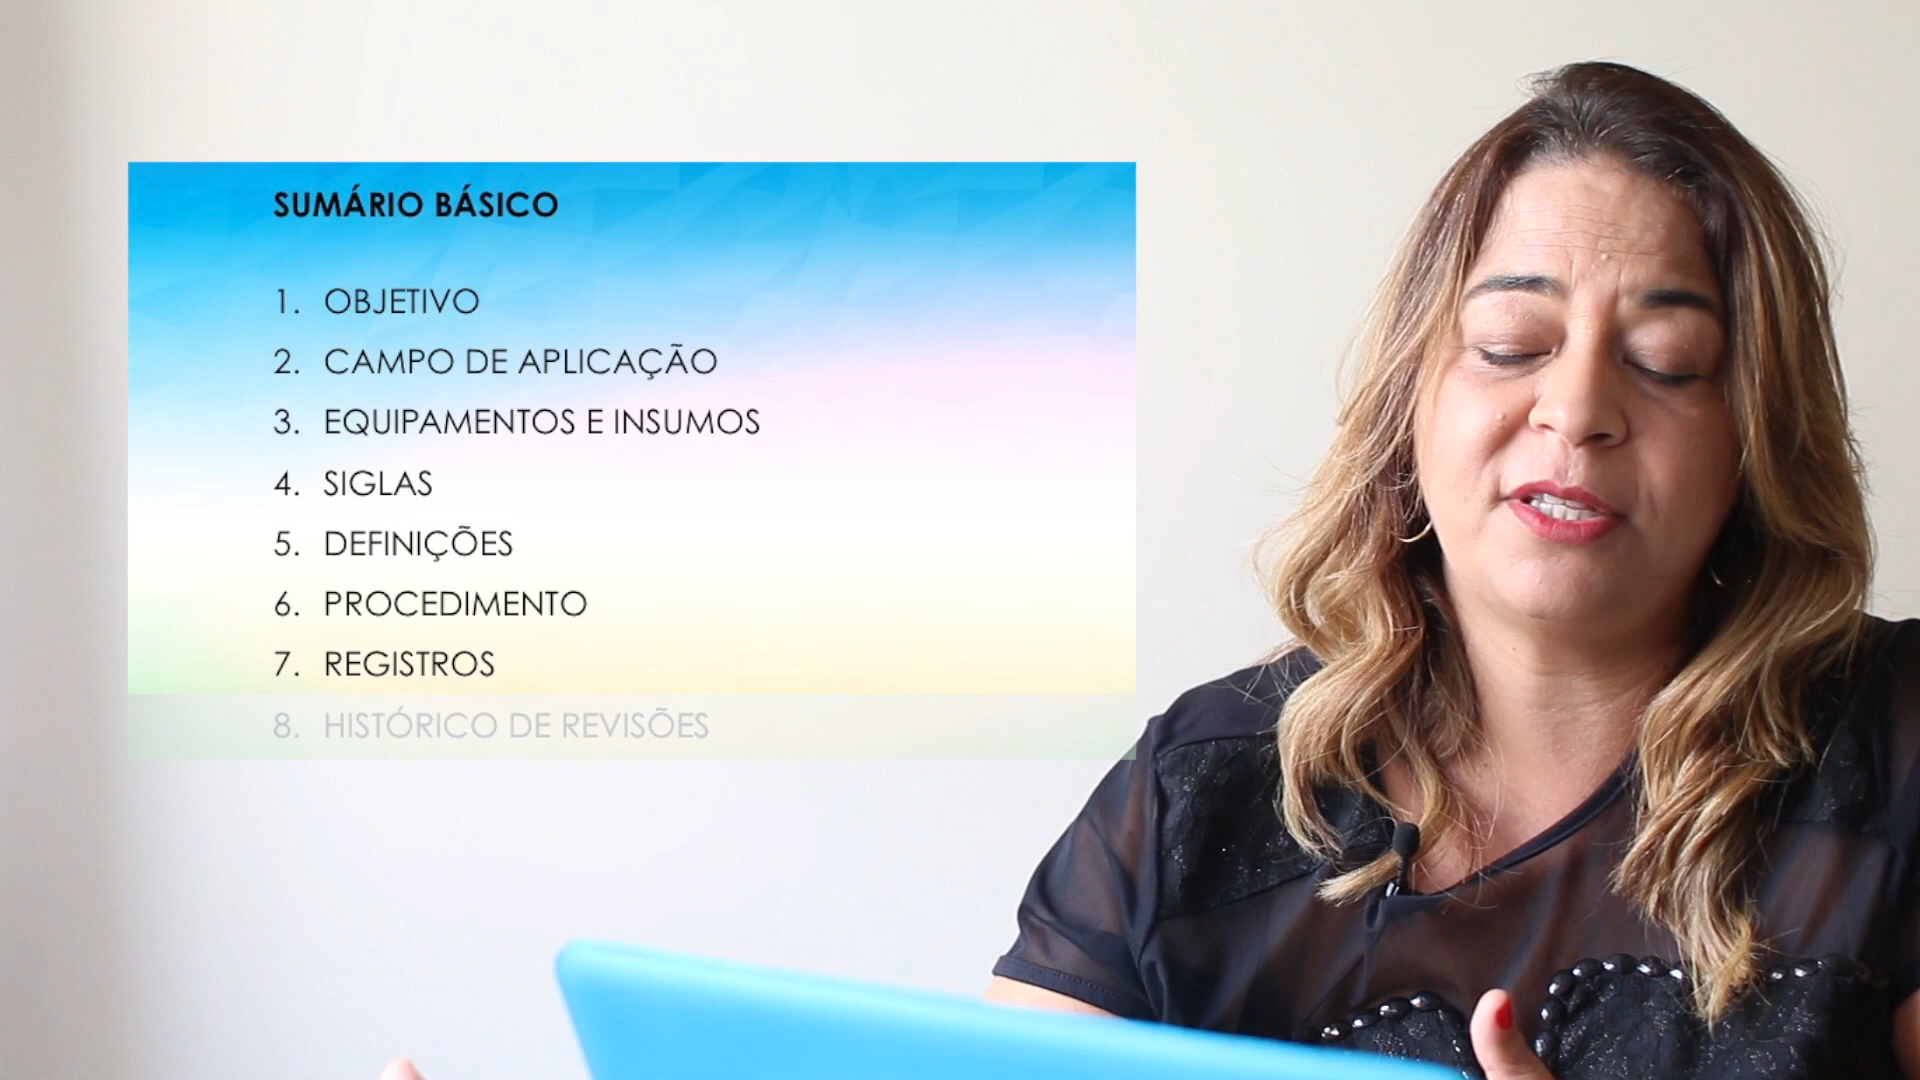 SUMÁRIO BÁSICO
1. OBJETIVO
2. CAMPO DE APLICAÇÃO
3. EQUIPAMENTOS E INSUMOS
4. SIGLAS
5. DEFINIÇÕES
6. PROCEDIMENTO
7. REGISTROS
8. HISTÓRICO DE REVISÕES